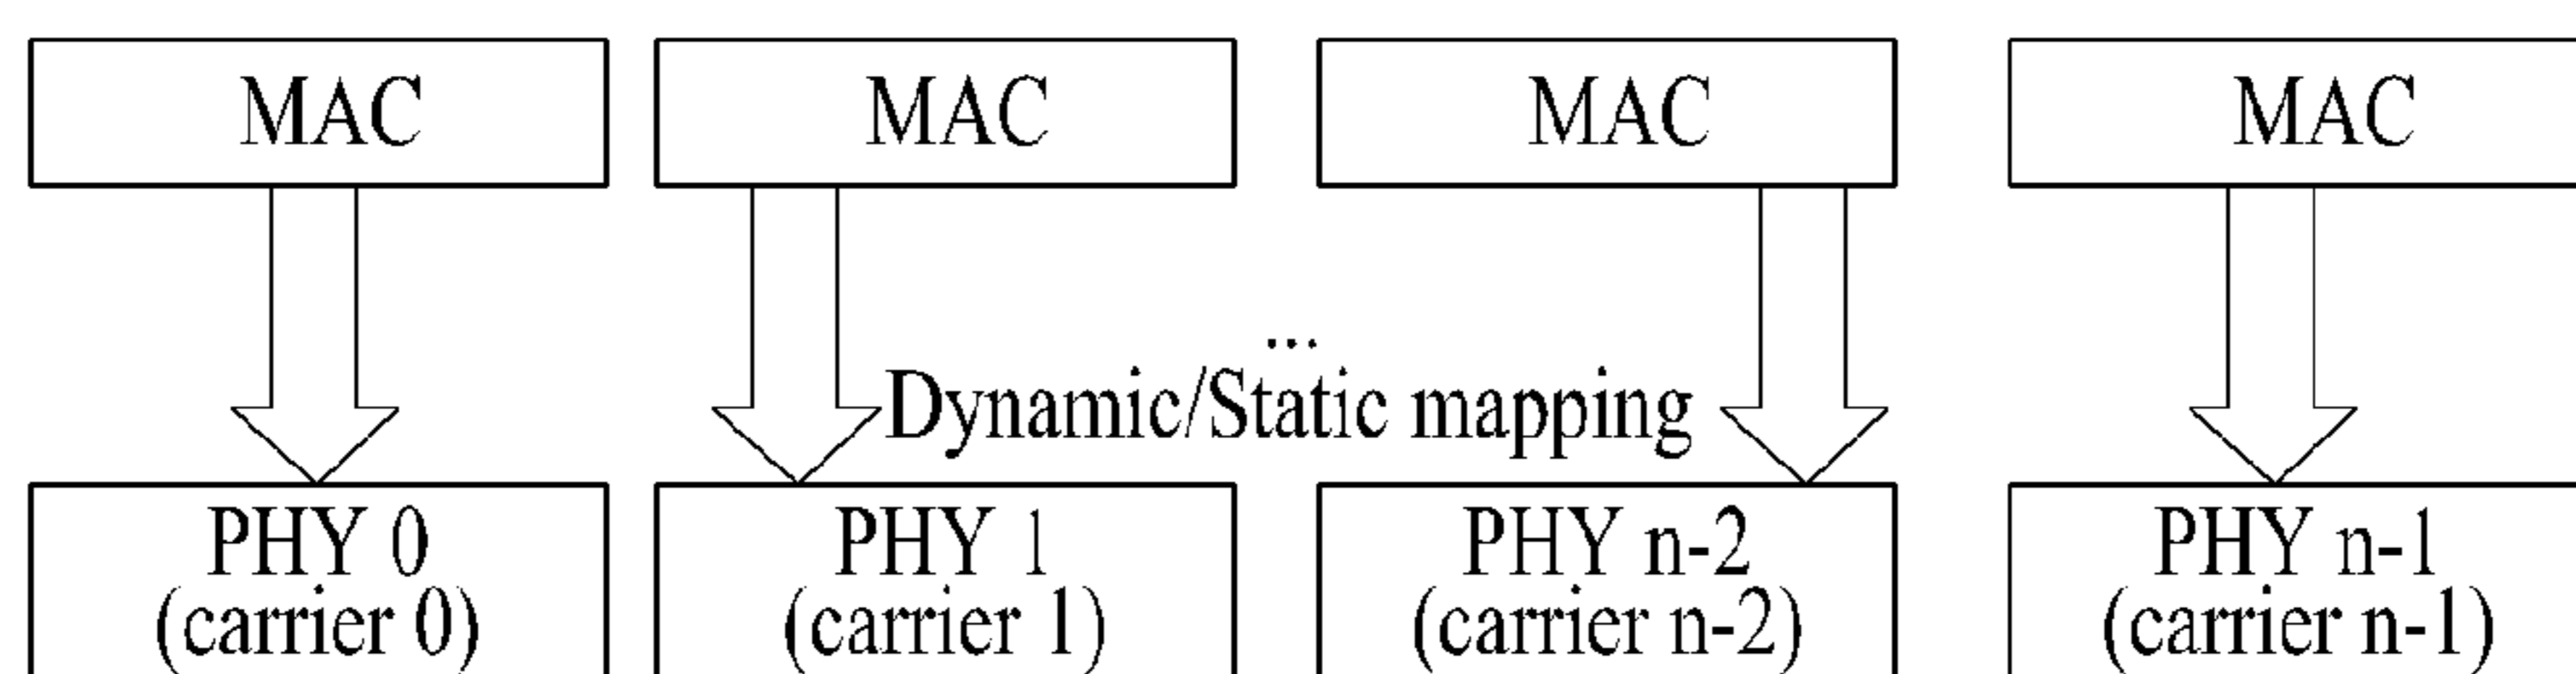 MAC MAC MAC MAC
...
Dynamic/Static mapping
PHY 0 PHY 1 PHY n-2 PHY n-1
(carrier 0) (carrier 1) (carrier n-2) (carrier n-1)